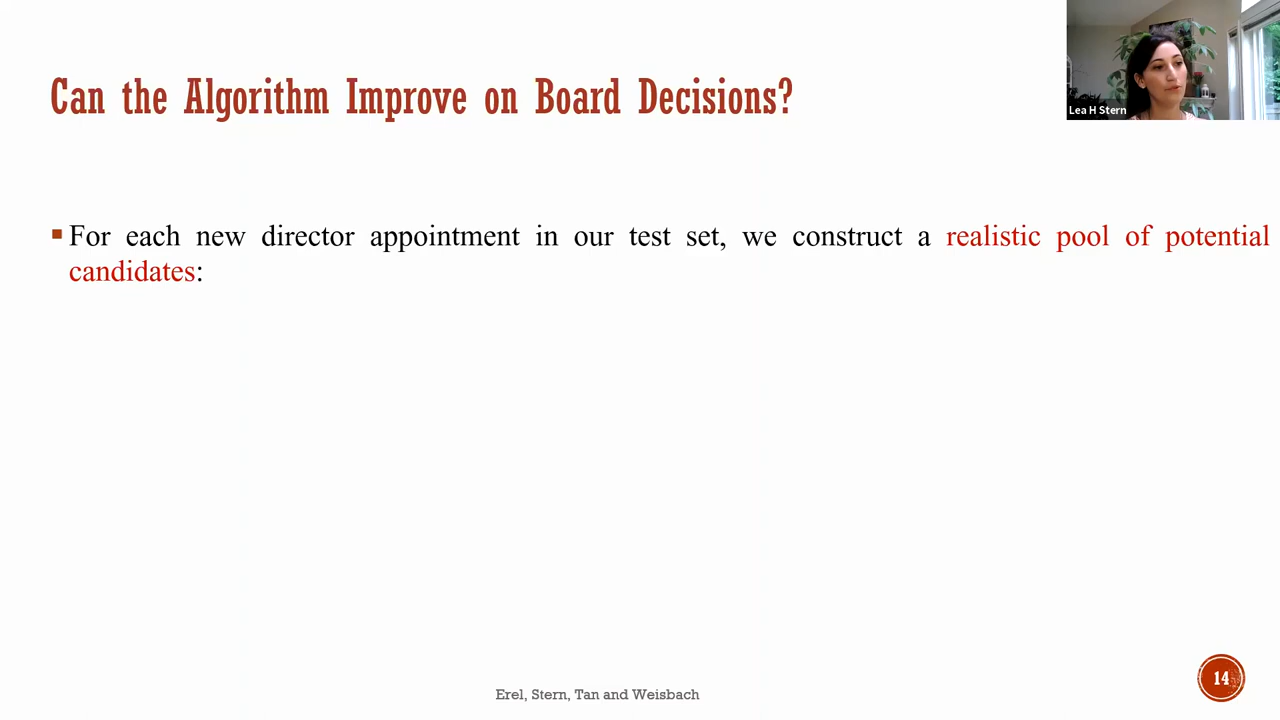 Can the Algorithm Improve on Board Decisions?
Lea H Stern
▪ For each new director appointment in our test set, we construct a realistic pool of potential
candidates:
Erel, Stern, Tan and Weisbach
14